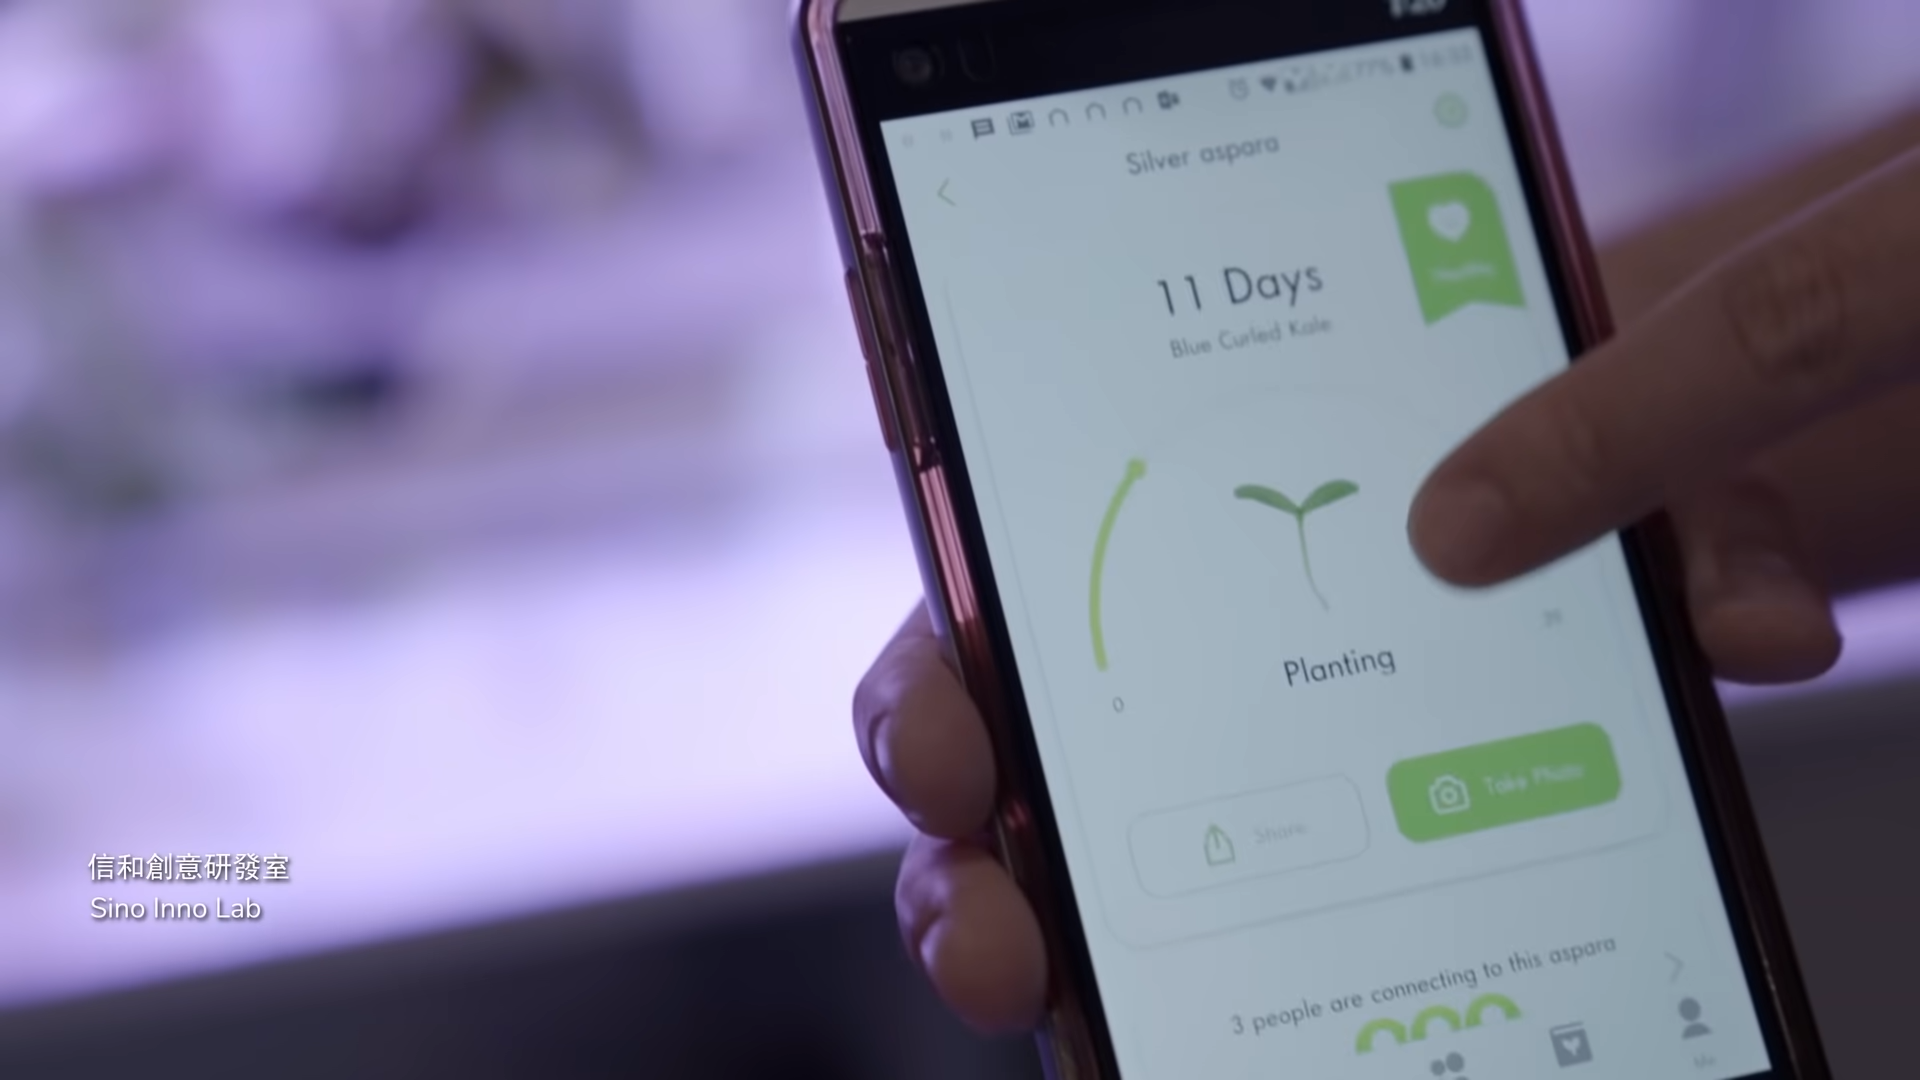 Silver aspara
11 Days
Blue Curled Kale
Planting
0
Share
Take Photo
3 people are connecting to this aspara
Me
信和創意研發室
Sino Inno Lab